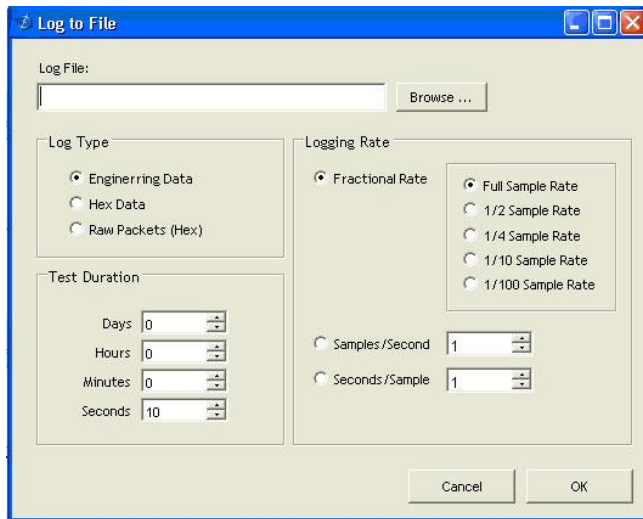 Log to File
Log File:
Browse ...
Log Type
Enginerring Data
Hex Data
Raw Packets (Hex)
Test Duration
Days 0
Hours 0
Minutes 0
Seconds 10
Logging Rate
Fractional Rate
Full Sample Rate
1/2 Sample Rate
1/4 Sample Rate
1/10 Sample Rate
1/100 Sample Rate
Samples/Second 1
Seconds/Sample 1
Cancel OK